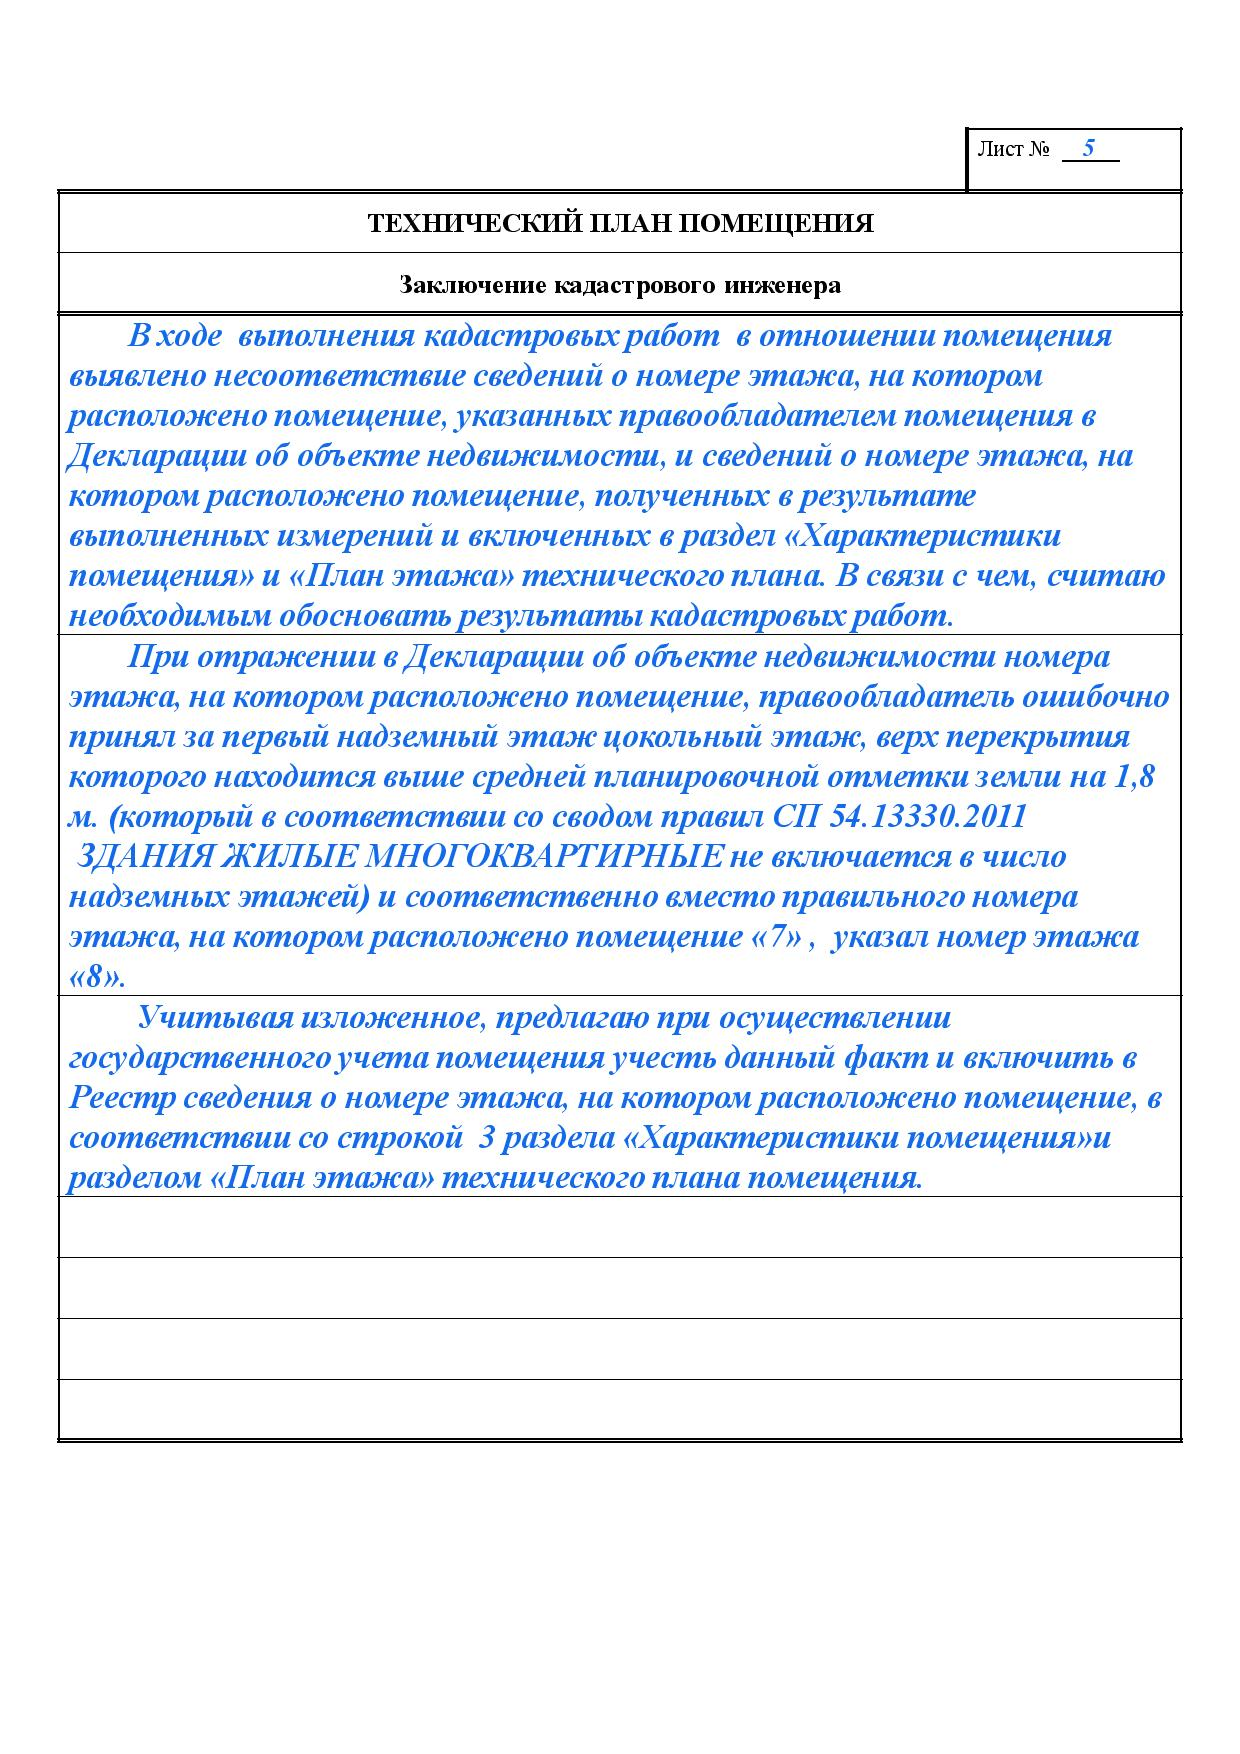 Лист № 5
ТЕХНИЧЕСКИЙ ПЛАН ПОМЕЩЕНИЯ
Заключение кадастрового инженера
В ходе выполнения кадастровых работ в отношении помещения
выявлено несоответствие сведений о номере этажа, на котором
расположено помещение, указанных правообладателем помещения в
Декларации об объекте недвижимости, и сведений о номере этажа, на
котором расположено помещение, полученных в результате
выполненных измерений и включенных в раздел «Характеристики
помещения» и «План этажа» технического плана. В связи с чем, считаю
необходимым обосновать результаты кадастровых работ.
При отражении в Декларации об объекте недвижимости номера
этажа, на котором расположено помещение, правообладатель ошибочно
принял за первый надземный этаж цокольный этаж, верх перекрытия
которого находится выше средней планировочной отметки земли на 1,8
м. (который в соответствии со сводом правил СП 54.13330.2011
ЗДАНИЯ ЖИЛЫЕ МНОГОКВАРТИРНЫЕ не включается в число
надземных этажей) и соответственно вместо правильного номера
этажа, на котором расположено помещение «7» , указал номер этажа
«8».
Учитывая изложенное, предлагаю при осуществлении
государственного учета помещения учесть данный факт и включить в
Реестр сведения о номере этажа, на котором расположено помещение, в
соответствии со строкой 3 раздела «Характеристики помещения»и
разделом «План этажа» технического плана помещения.